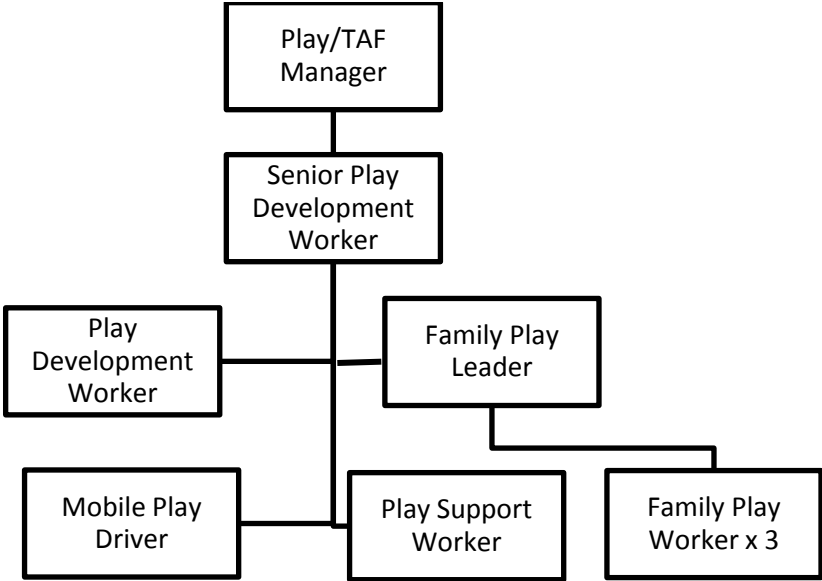 Play/TAF
Manager
Senior Play
Development
Worker
Play
Development
Worker
Family Play
Leader
Mobile Play
Driver
Play Support
Worker
Family Play
Worker x 3